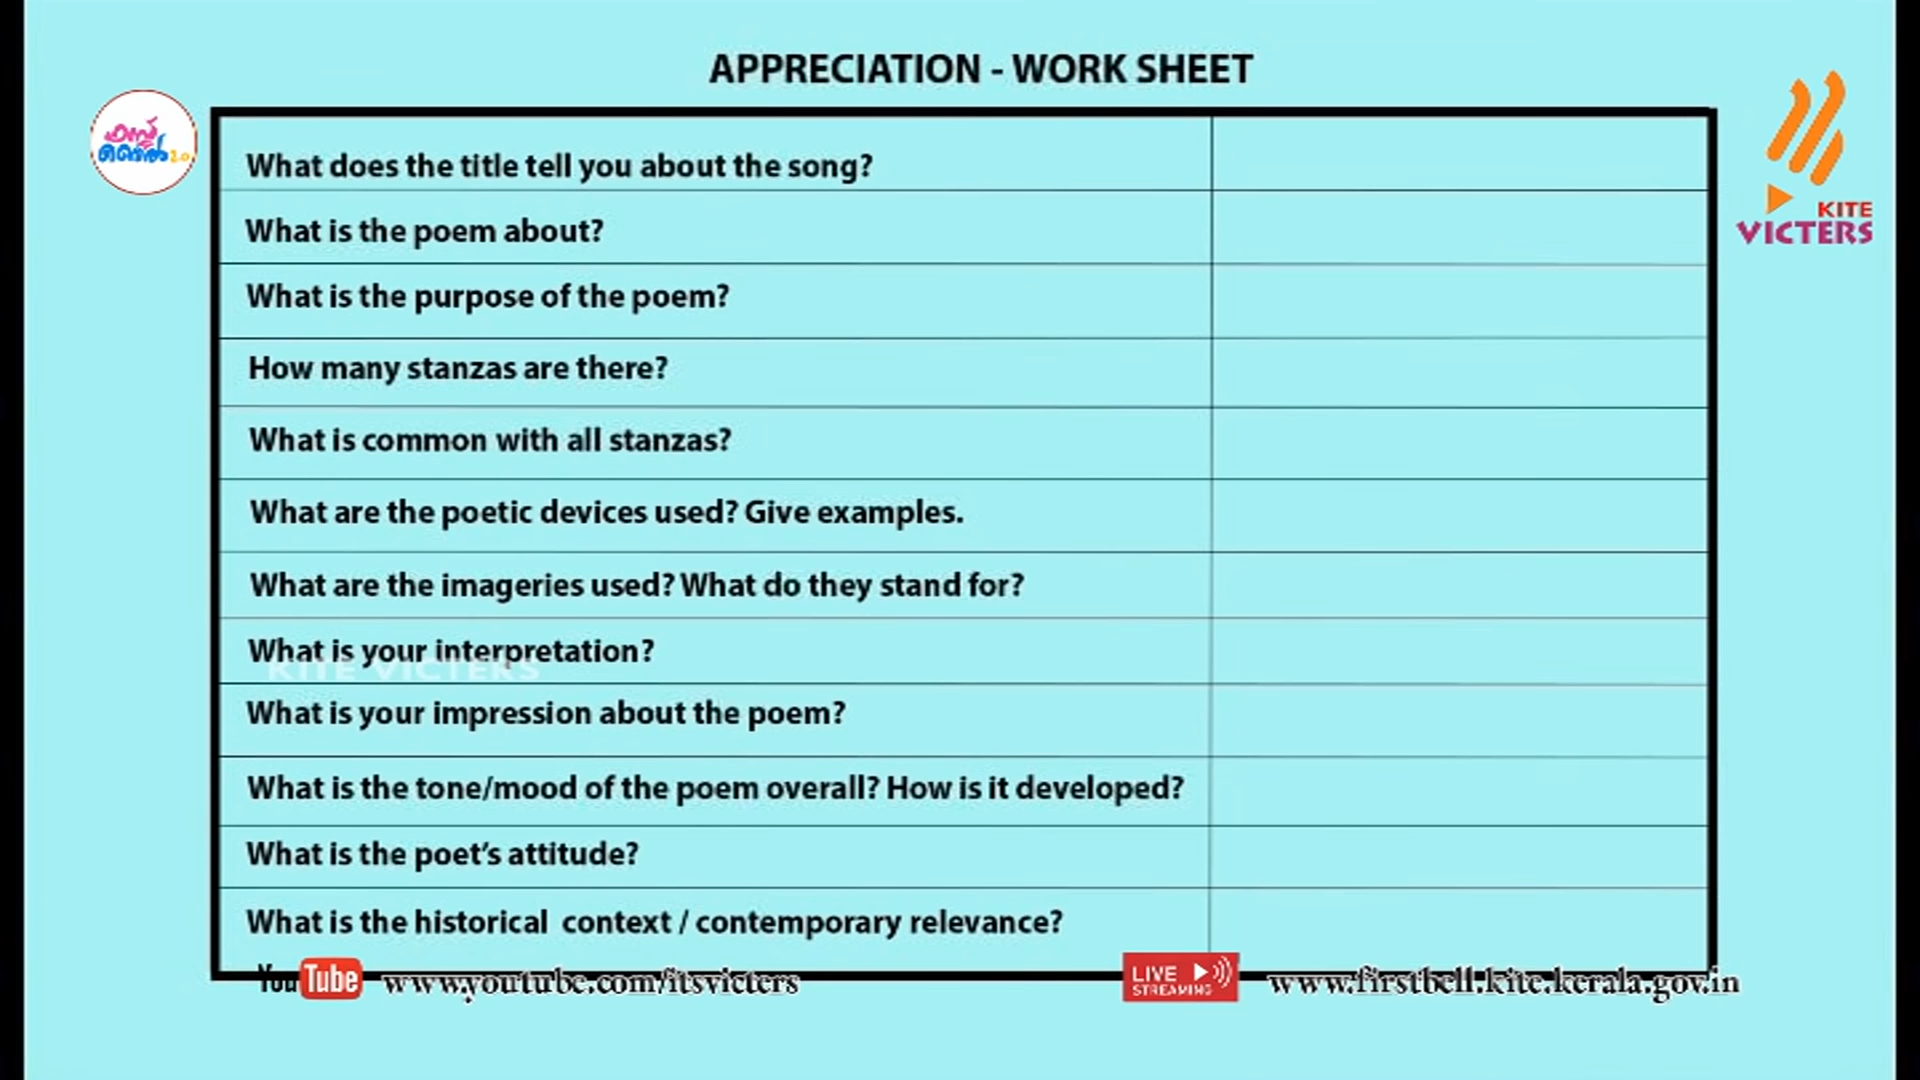 APPRECIATION - WORK SHEET
ഫസ്റ്റ്
ബെൽ 2.0
KITE
VICTERS
What does the title tell you about the song?
What is the poem about?
What is the purpose of the poem?
How many stanzas are there?
What is common with all stanzas?
What are the poetic devices used? Give examples.
What are the imageries used? What do they stand for?
What is your interpretation?
KITE VICTERS
What is your impression about the poem?
What is the tone/mood of the poem overall? How is it developed?
What is the poet's attitude?
What is the historical context / contemporary relevance?
YouTube www.youtube.com/itsvicters
LIVE
STREAMING
www.firstbell.kite.kerala.gov.in